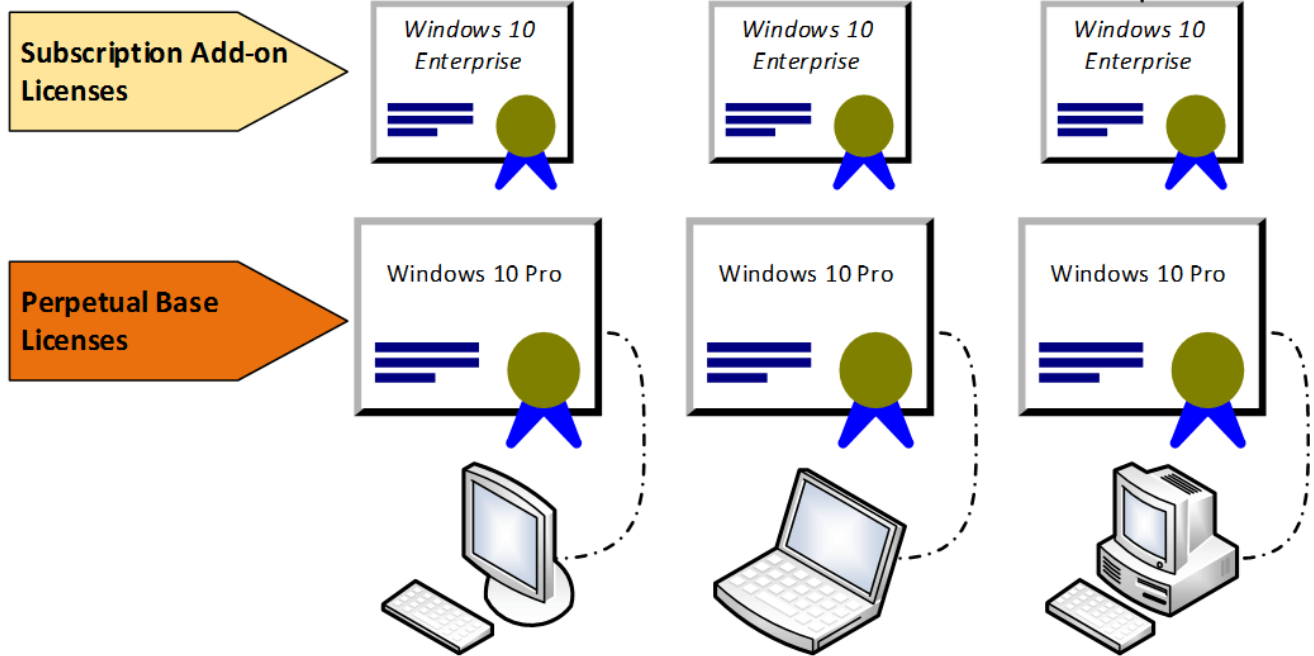 Subscription Add-on
Licenses
Windows 10
Enterprise
Windows 10
Enterprise
Windows 10
Enterprise
Perpetual Base
Licenses
Windows 10 Pro
Windows 10 Pro
Windows 10 Pro